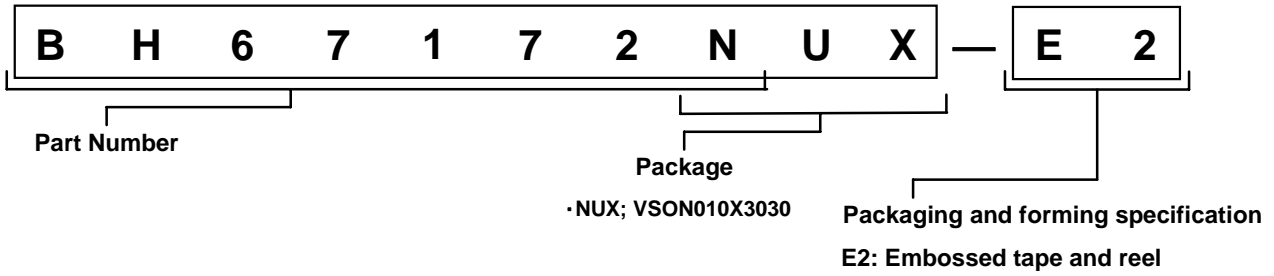 B H 6 7 1 7 2 N U X — E 2
Part Number
Package
・NUX; VSON010X3030
Packaging and forming specification
E2: Embossed tape and reel